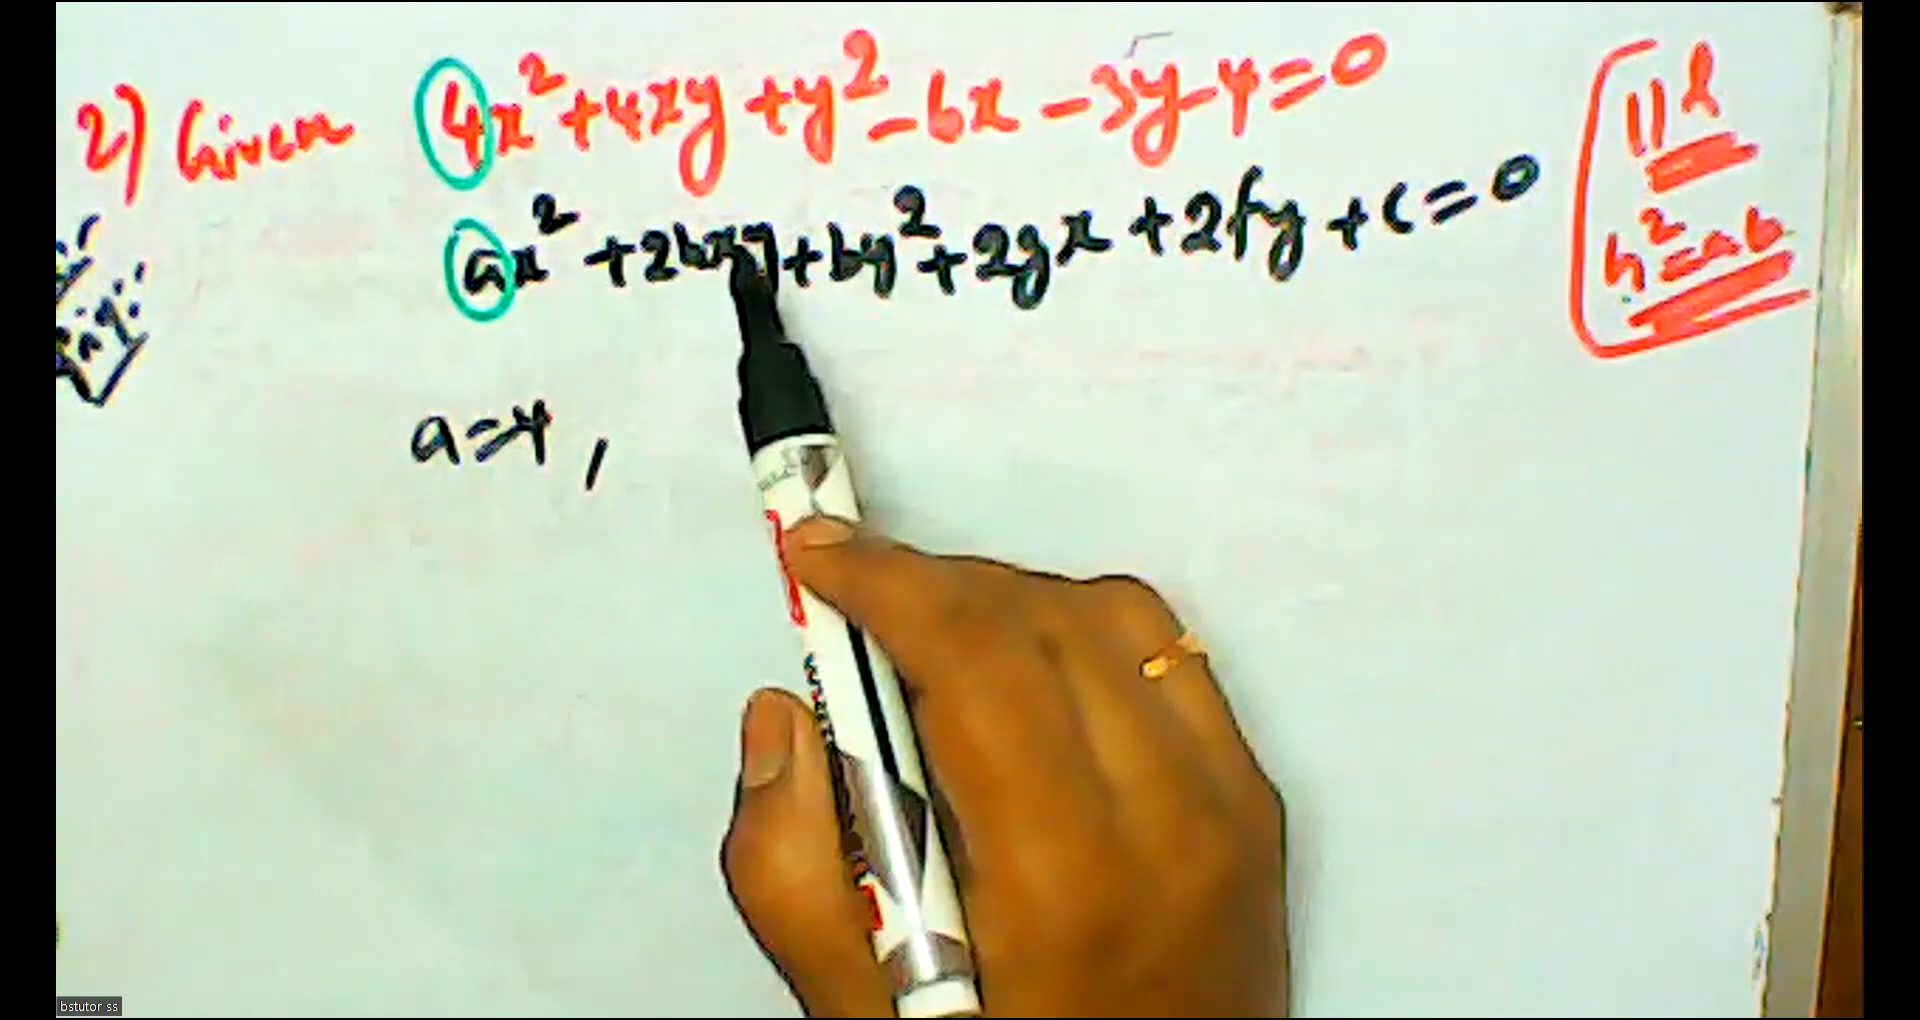 2) Given 4x²+4xy+y²-6x-3y-4=0
ax²+2hxy+by²+2gx+2fy+c=0
||l
h²=ab
a=4,
bstutor ss